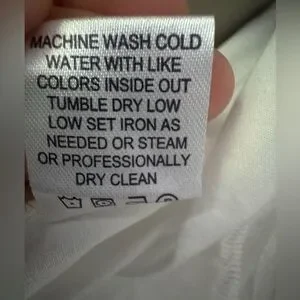 MACHINE WASH COLD
WATER WITH LIKE
COLORS INSIDE OUT
TUMBLE DRY LOW
LOW SET IRON AS
NEEDED OR STEAM
OR PROFESSIONALLY
DRY CLEAN